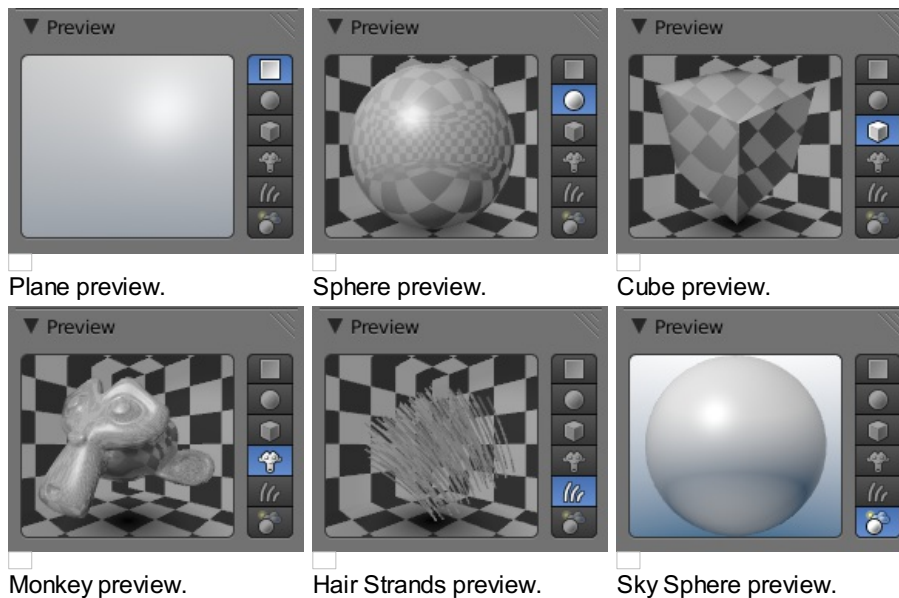 Preview
Preview
Preview
Plane preview.
Sphere preview.
Cube preview.
Preview
Preview
Preview
Monkey preview.
Hair Strands preview.
Sky Sphere preview.